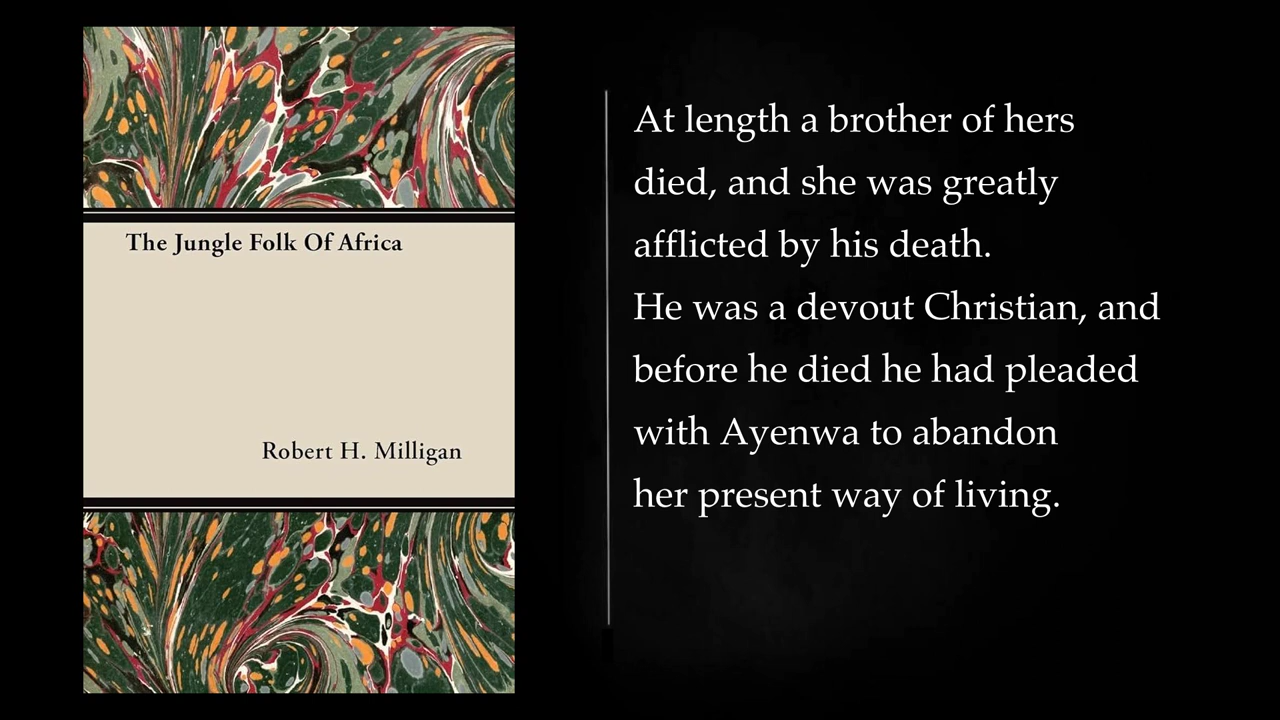 The Jungle Folk Of Africa
Robert H. Milligan
At length a brother of hers
died, and she was greatly
afflicted by his death.
He was a devout Christian, and
before he died he had pleaded
with Ayenwa to abandon
her present way of living.